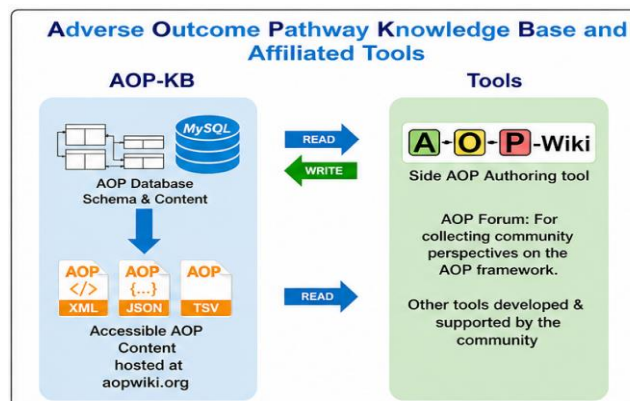 Adverse Outcome Pathway Knowledge Base and
Affiliated Tools
AOP-KB
MySQL
AOP Database
Schema & Content
AOP
</>
XML
AOP
{...}
JSON
AOP
TSV
Accessible AOP
Content
hosted at
aopwiki.org
READ
WRITE
READ
Tools
A-O-P-Wiki
Side AOP Authoring tool
AOP Forum: For
collecting community
perspectives on the
AOP framework.
Other tools developed &
supported by the
community